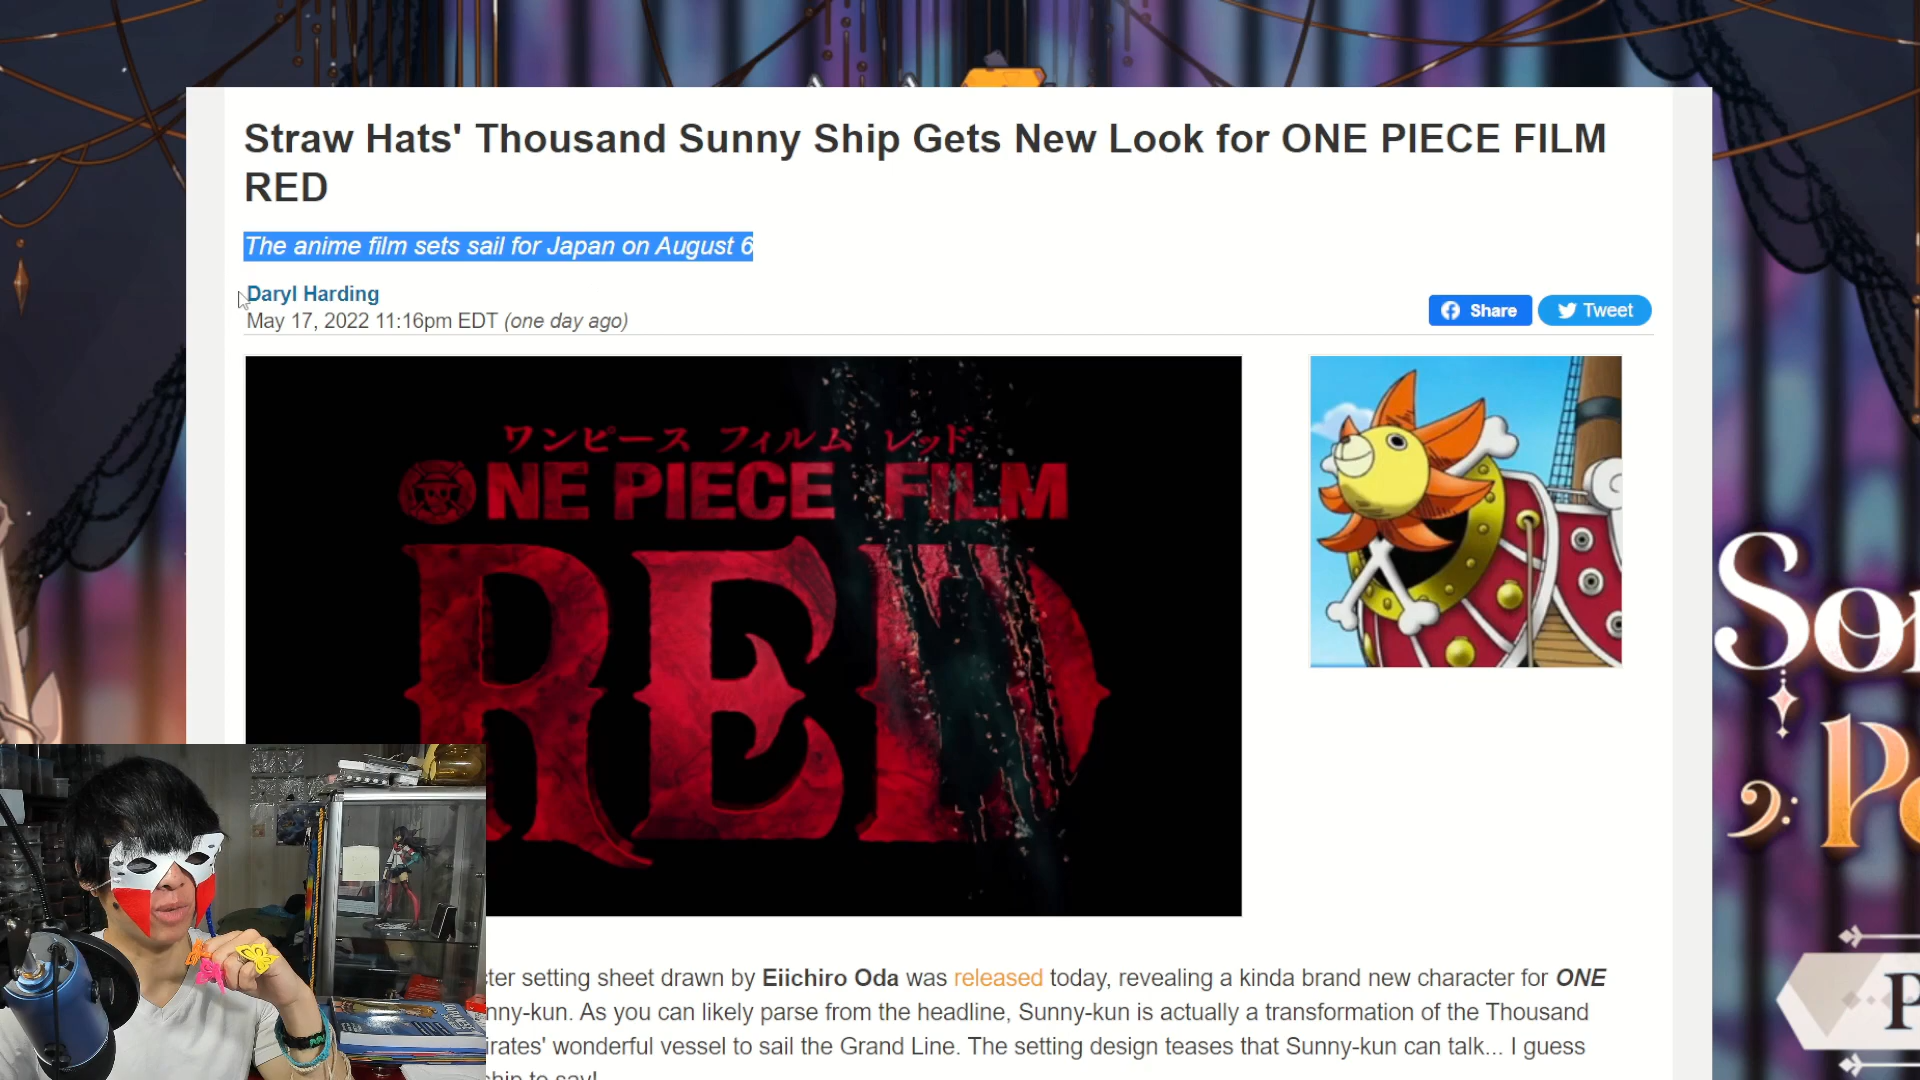 Straw Hats' Thousand Sunny Ship Gets New Look for ONE PIECE FILM
RED
The anime film sets sail for Japan on August 6
Daryl Harding
May 17, 2022 11:16pm EDT (one day ago)
Share
Tweet
ワンピース フィルム レッド
ONE PIECE FILM
RED
setting sheet drawn by Eiichiro Oda was released today, revealing a kinda brand new character for ONE
As you can likely parse from the headline, Sunny-kun is actually a transformation of the Thousand
wonderful vessel to sail the Grand Line. The setting design teases that Sunny-kun can talk... I guess
to say!